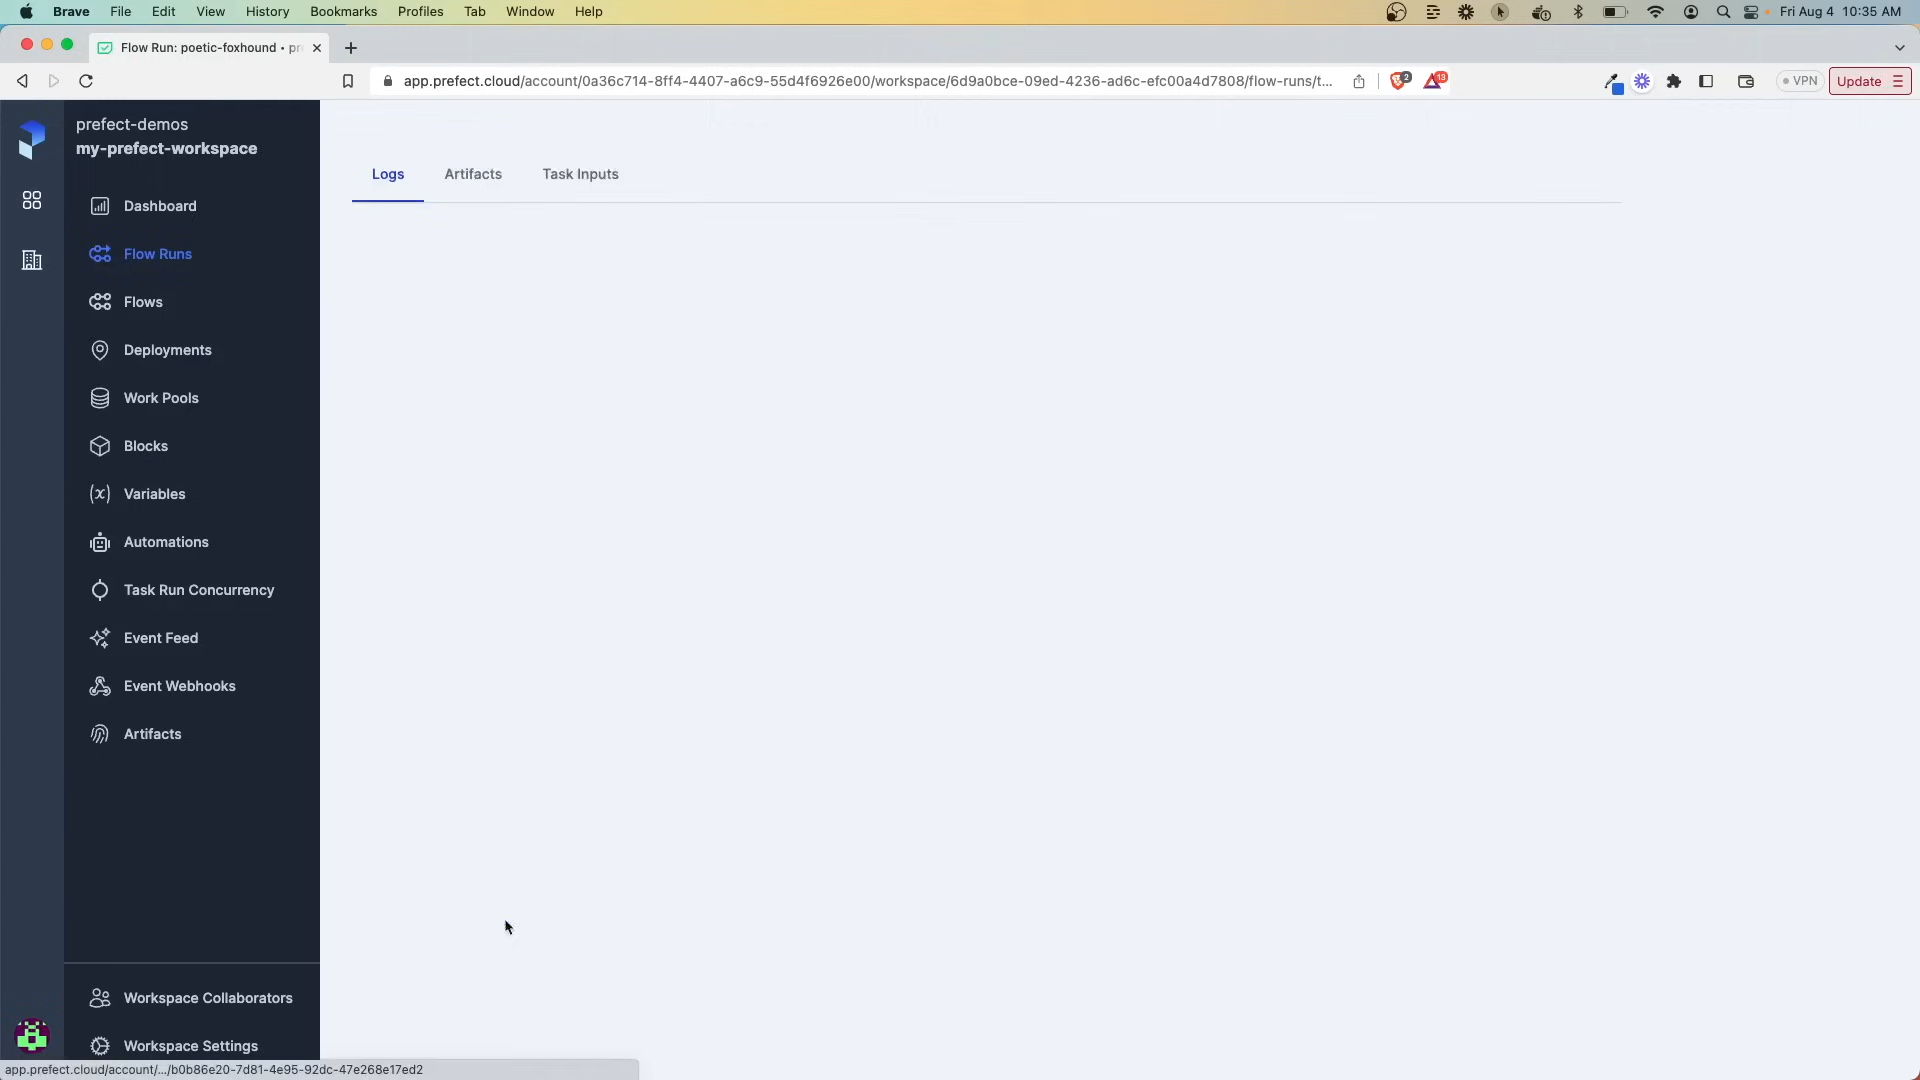 Brave File Edit View History Bookmarks Profiles Tab Window Help Fri Aug 4 10:35 AM
Flow Run: poetic-foxhound • pr
app.prefect.cloud/account/0a36c714-8ff4-4407-a6c9-55d4f6926e00/workspace/6d9a0bce-09ed-4236-ad6c-efc00a4d7808/flow-runs/t... 2 13 VPN Update
prefect-demos
my-prefect-workspace
Logs Artifacts Task Inputs
Dashboard
Flow Runs
Flows
Deployments
Work Pools
Blocks
(x) Variables
Automations
Task Run Concurrency
Event Feed
Event Webhooks
Artifacts
Workspace Collaborators
Workspace Settings
app.prefect.cloud/account/.../b0b86e20-7d81-4e95-92dc-47e268e17ed2